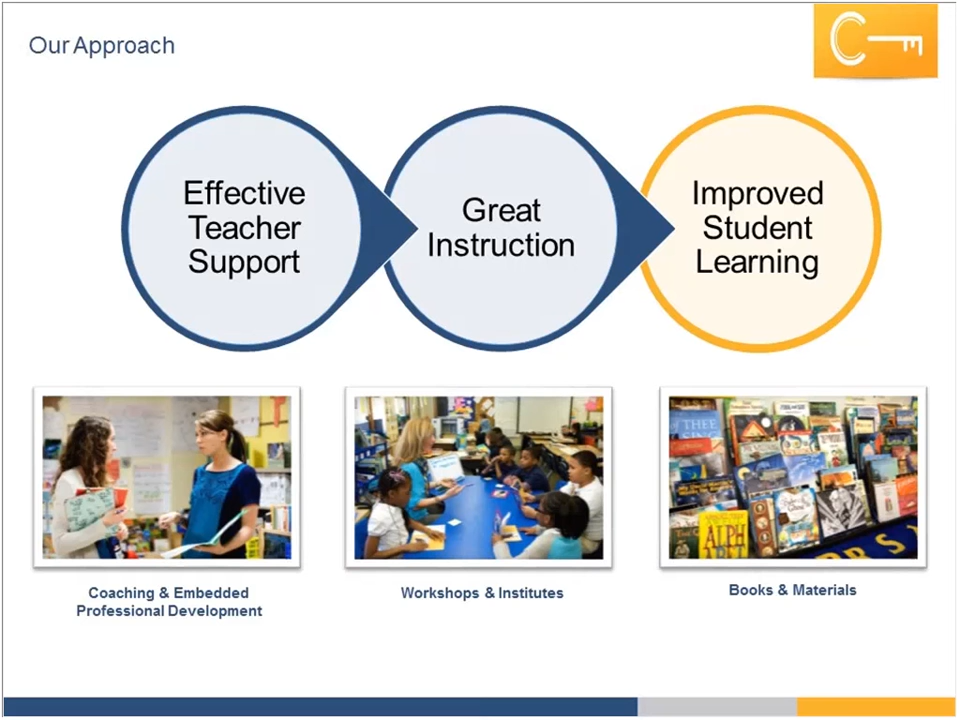 Our Approach
Effective
Teacher
Support
Great
Instruction
Improved
Student
Learning
Coaching & Embedded
Professional Development
Workshops & Institutes
Books & Materials